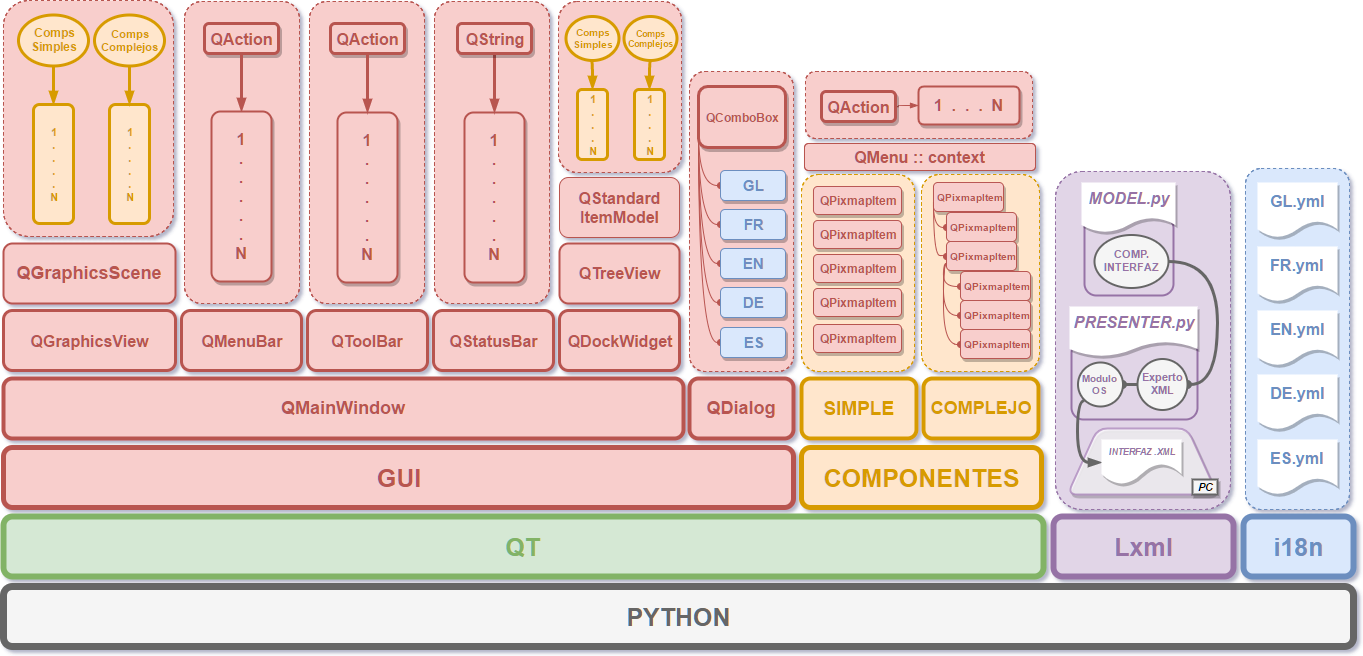 Comps
Simples
Comps
Complejos
1
.
.
.
.
N
1
.
.
.
.
N
QGraphicsScene
QGraphicsView
QAction
1
.
.
.
.
N
QMenuBar
QAction
1
.
.
.
.
N
QToolBar
QString
1
.
.
.
.
N
QStatusBar
Comps
Simples
Comps
Complejos
1
.
.
.
N
1
.
.
.
N
QStandard
ItemModel
QTreeView
QDockWidget
QMainWindow
QComboBox
GL
FR
EN
DE
ES
QDialog
GUI
QAction
1 . . . N
QMenu :: context
QPixmapItem
QPixmapItem
QPixmapItem
QPixmapItem
QPixmapItem
SIMPLE
QPixmapItem
QPixmapItem
QPixmapItem
QPixmapItem
QPixmapItem
QPixmapItem
COMPLEJO
COMPONENTES
QT
MODEL.py
COMP.
INTERFAZ
PRESENTER.py
Modulo
OS
Experto
XML
INTERFAZ .XML
PC
Lxml
GL.yml
FR.yml
EN.yml
DE.yml
ES.yml
i18n
PYTHON